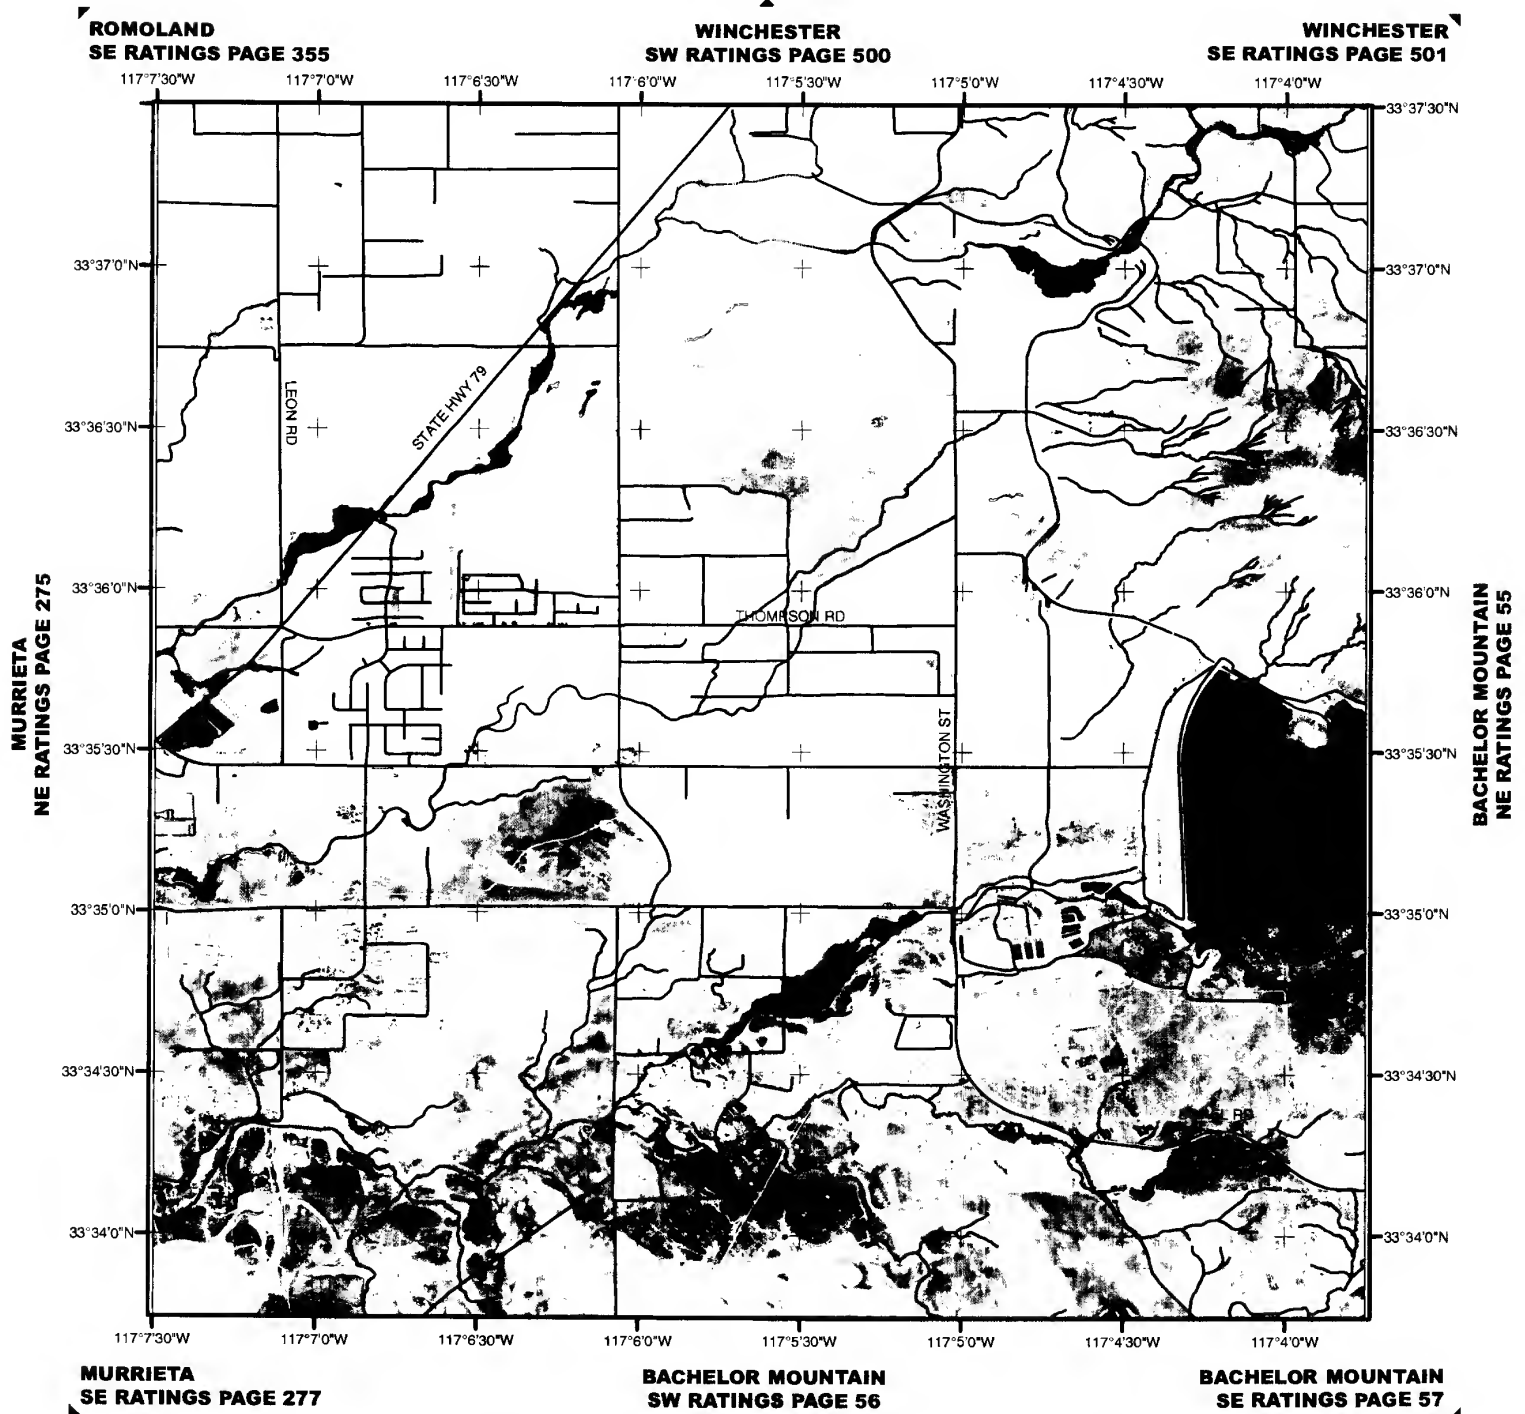 ROMOLAND
SE RATINGS PAGE 355
WINCHESTER
SW RATINGS PAGE 500
WINCHESTER
SE RATINGS PAGE 501
117°7'30"W
117°7'0"W
117°6'30"W
117°6'0"W
117°5'30"W
117°5'0"W
117°4'30"W
117°4'0"W
33°37'30"N
33°37'0"N
33°37'0"N
LEON RD
STATE HWY 79
33°36'30"N
33°36'30"N
33°36'0"N
33°36'0"N
THOMPSON RD
MURRIETA
NE RATINGS PAGE 275
BACHELOR MOUNTAIN
NE RATINGS PAGE 55
WASHINGTON ST
33°35'30"N
33°35'30"N
33°35'0"N
33°35'0"N
33°34'30"N
33°34'30"N
RD
33°34'0"N
33°34'0"N
117°7'30"W
117°7'0"W
117°6'30"W
117°6'0"W
117°5'30"W
117°5'0"W
117°4'30"W
117°4'0"W
MURRIETA
SE RATINGS PAGE 277
BACHELOR MOUNTAIN
SW RATINGS PAGE 56
BACHELOR MOUNTAIN
SE RATINGS PAGE 57